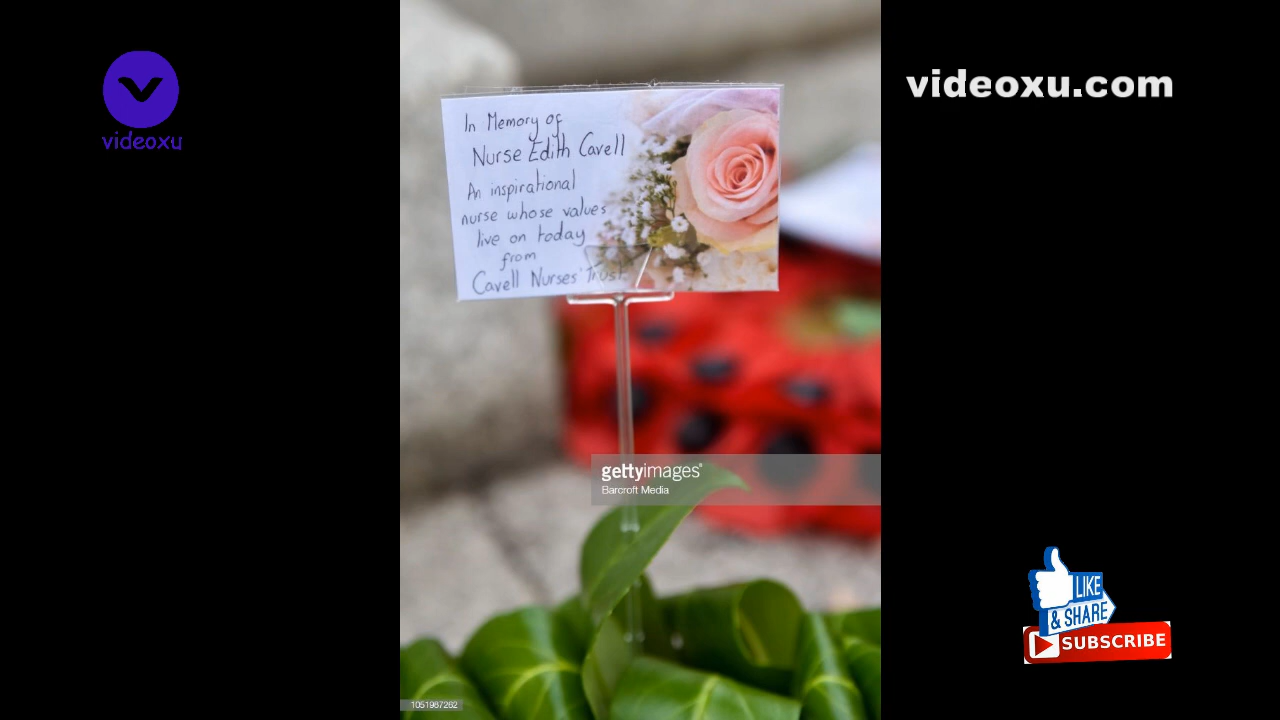 videoxu
videoxu.com
In Memory of
Nurse Edith Cavell
An inspirational
nurse whose values
live on today
from
Cavell Nurses' Trust
gettyimages®
Barcroft Media
LIKE
& SHARE
SUBSCRIBE
1051987262